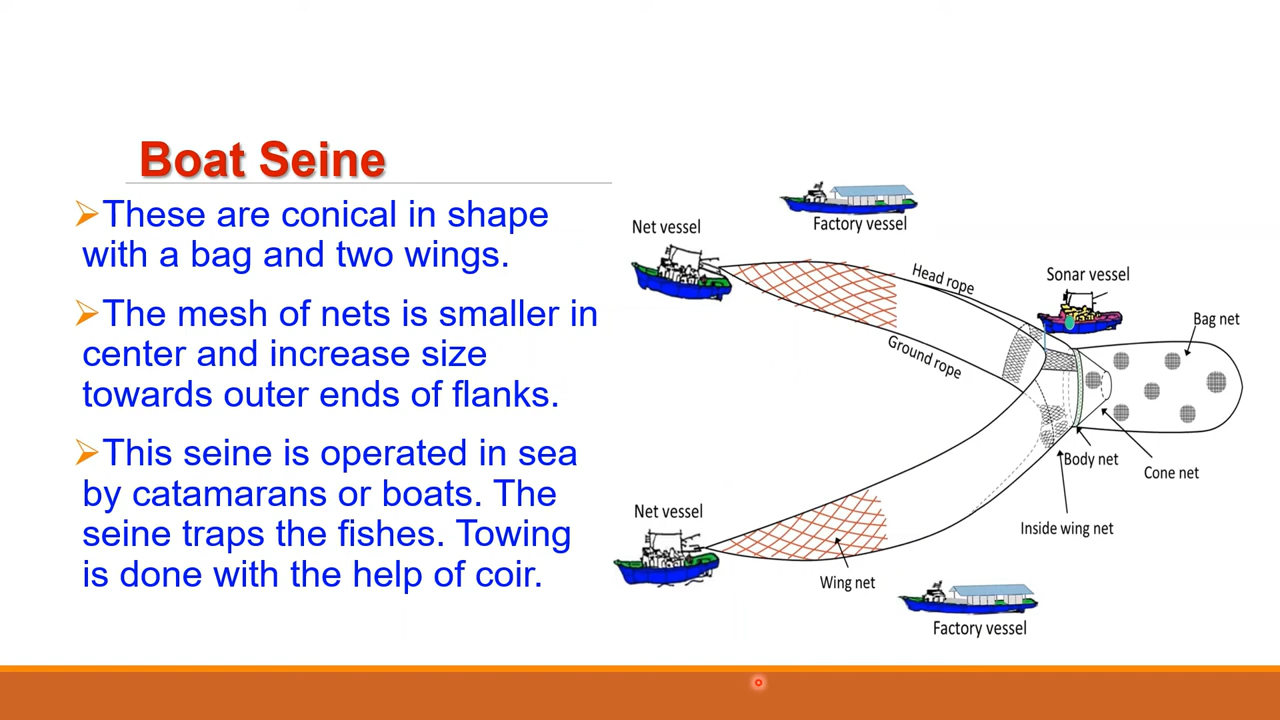 Boat Seine
➢These are conical in shape
with a bag and two wings.
➢The mesh of nets is smaller in
center and increase size
towards outer ends of flanks.
➢This seine is operated in sea
by catamarans or boats. The
seine traps the fishes. Towing
is done with the help of coir.
Factory vessel
Net vessel
Head rope
Sonar vessel
Bag net
Ground rope
Body net
Cone net
Net vessel
Inside wing net
Wing net
Factory vessel